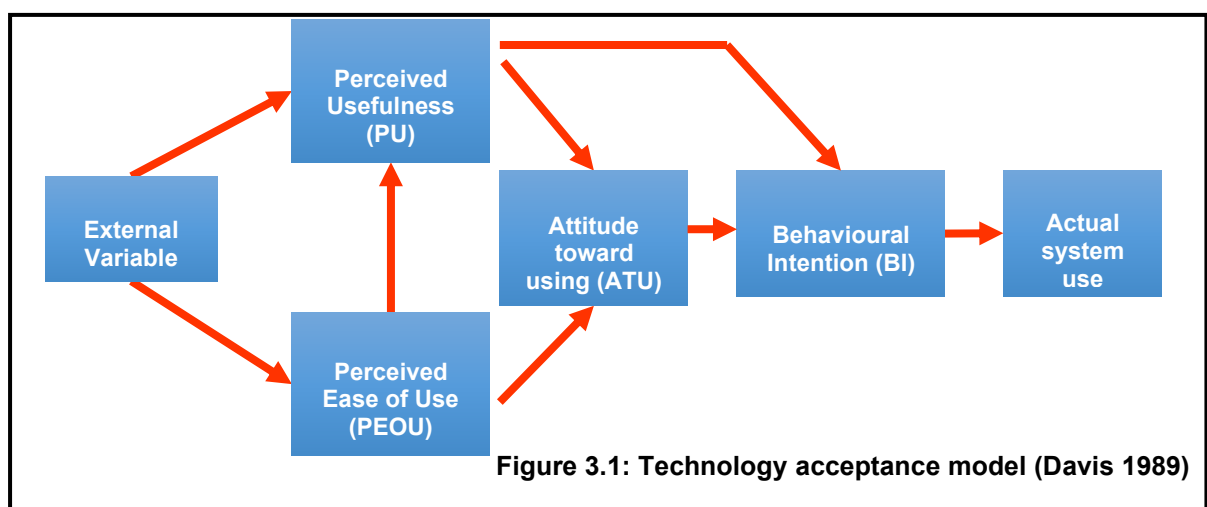 Perceived
Usefulness
(PU)
External
Variable
Attitude
toward
using (ATU)
Behavioural
Intention (BI)
Actual
system
use
Perceived
Ease of Use
(PEOU)
Figure 3.1: Technology acceptance model (Davis 1989)